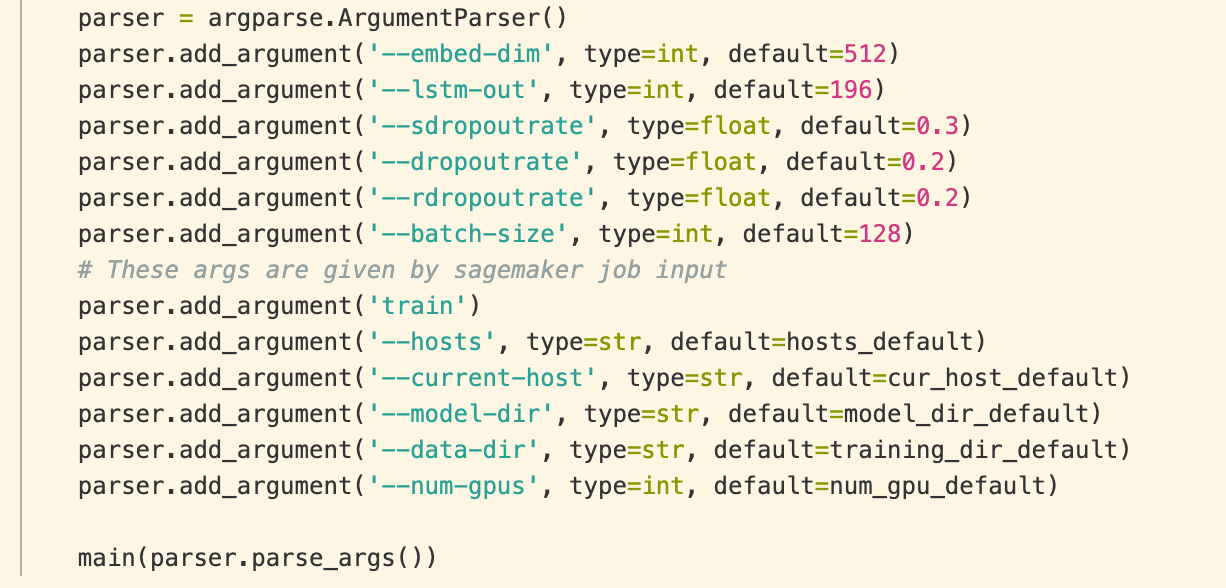 parser = argparse.ArgumentParser()
parser.add_argument('--embed-dim', type=int, default=512)
parser.add_argument('--lstm-out', type=int, default=196)
parser.add_argument('--sdropoutrate', type=float, default=0.3)
parser.add_argument('--dropoutrate', type=float, default=0.2)
parser.add_argument('--rdropoutrate', type=float, default=0.2)
parser.add_argument('--batch-size', type=int, default=128)
# These args are given by sagemaker job input
parser.add_argument('train')
parser.add_argument('--hosts', type=str, default=hosts_default)
parser.add_argument('--current-host', type=str, default=cur_host_default)
parser.add_argument('--model-dir', type=str, default=model_dir_default)
parser.add_argument('--data-dir', type=str, default=training_dir_default)
parser.add_argument('--num-gpus', type=int, default=num_gpu_default)
main(parser.parse_args())